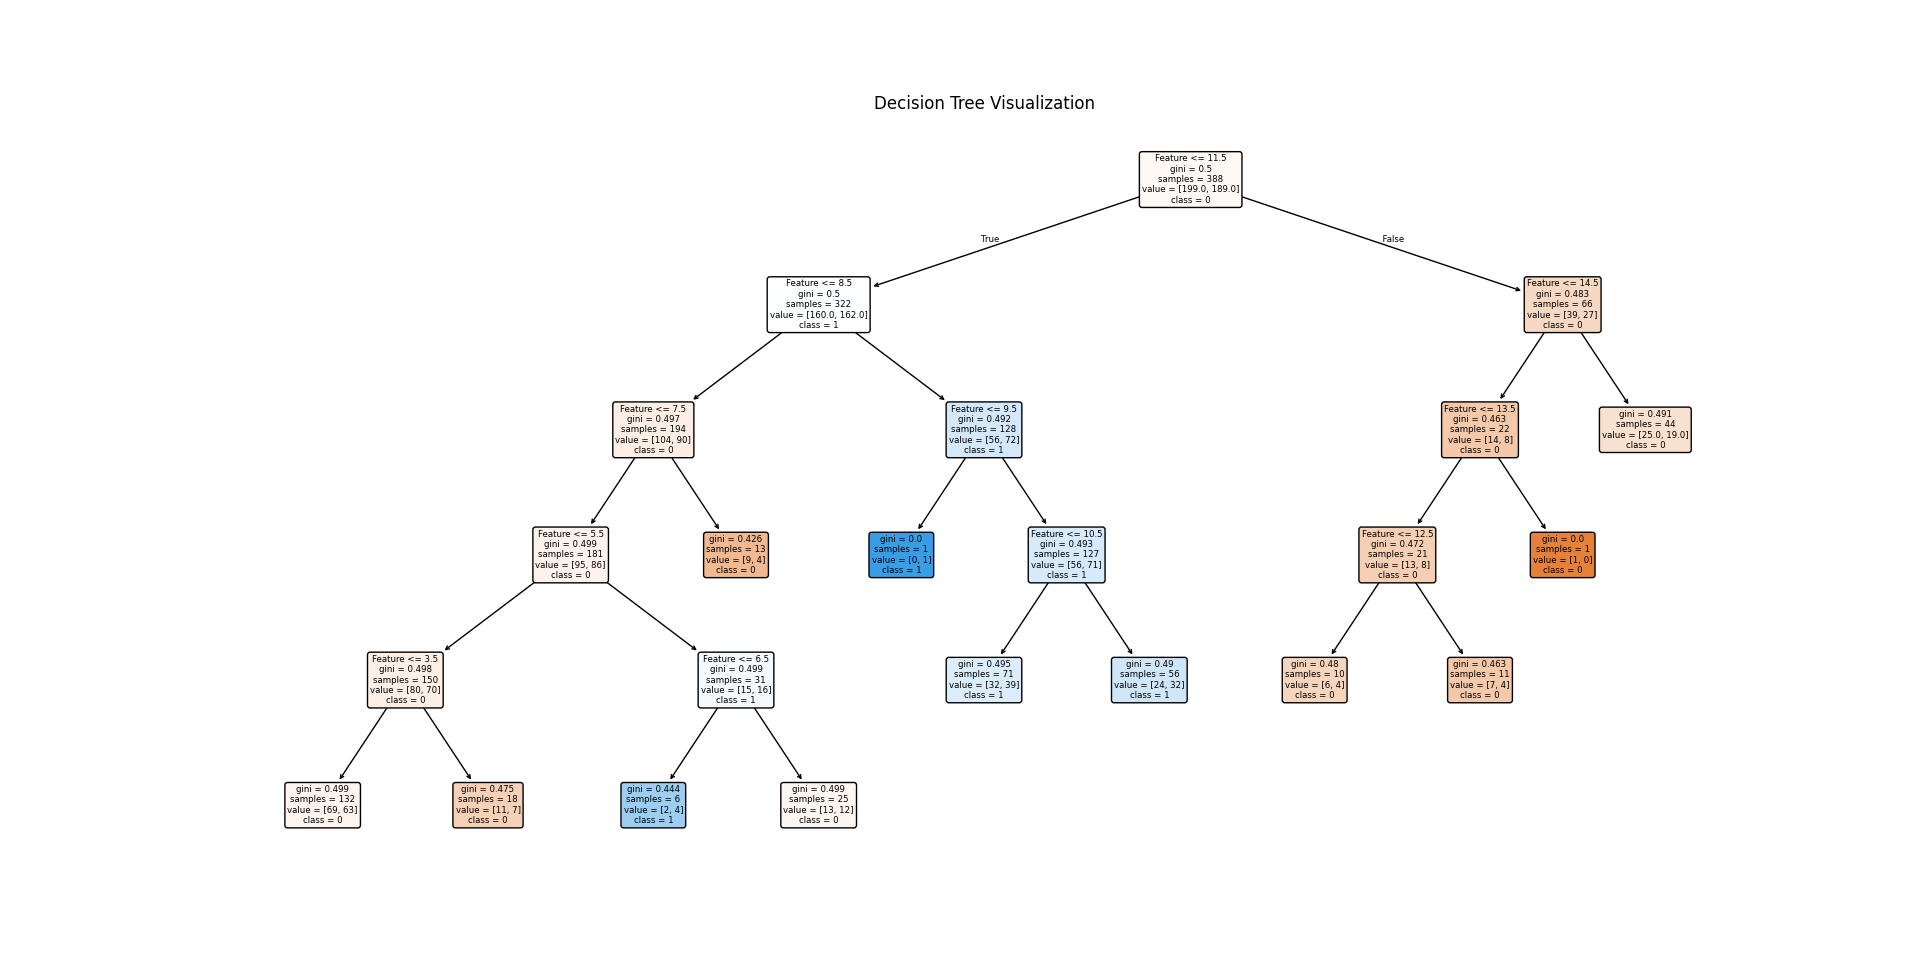 Decision Tree Visualization
Feature <= 11.5
gini = 0.5
samples = 388
value = [199.0, 189.0]
class = 0
True
False
Feature <= 8.5
gini = 0.5
samples = 322
value = [160.0, 162.0]
class = 1
Feature <= 14.5
gini = 0.483
samples = 66
value = [39, 27]
class = 0
Feature <= 7.5
gini = 0.497
samples = 194
value = [104, 90]
class = 0
Feature <= 9.5
gini = 0.492
samples = 128
value = [56, 72]
class = 1
Feature <= 13.5
gini = 0.463
samples = 22
value = [14, 8]
class = 0
gini = 0.491
samples = 44
value = [25.0, 19.0]
class = 0
Feature <= 5.5
gini = 0.499
samples = 181
value = [95, 86]
class = 0
gini = 0.426
samples = 13
value = [9, 4]
class = 0
gini = 0.0
samples = 1
value = [0, 1]
class = 1
Feature <= 10.5
gini = 0.493
samples = 127
value = [56, 71]
class = 1
Feature <= 12.5
gini = 0.472
samples = 21
value = [13, 8]
class = 0
gini = 0.0
samples = 1
value = [1, 0]
class = 0
Feature <= 3.5
gini = 0.498
samples = 150
value = [80, 70]
class = 0
Feature <= 6.5
gini = 0.499
samples = 31
value = [15, 16]
class = 1
gini = 0.495
samples = 71
value = [32, 39]
class = 1
gini = 0.49
samples = 56
value = [24, 32]
class = 1
gini = 0.48
samples = 10
value = [6, 4]
class = 0
gini = 0.463
samples = 11
value = [7, 4]
class = 0
gini = 0.499
samples = 132
value = [69, 63]
class = 0
gini = 0.475
samples = 18
value = [11, 7]
class = 0
gini = 0.444
samples = 6
value = [2, 4]
class = 1
gini = 0.499
samples = 25
value = [13, 12]
class = 0